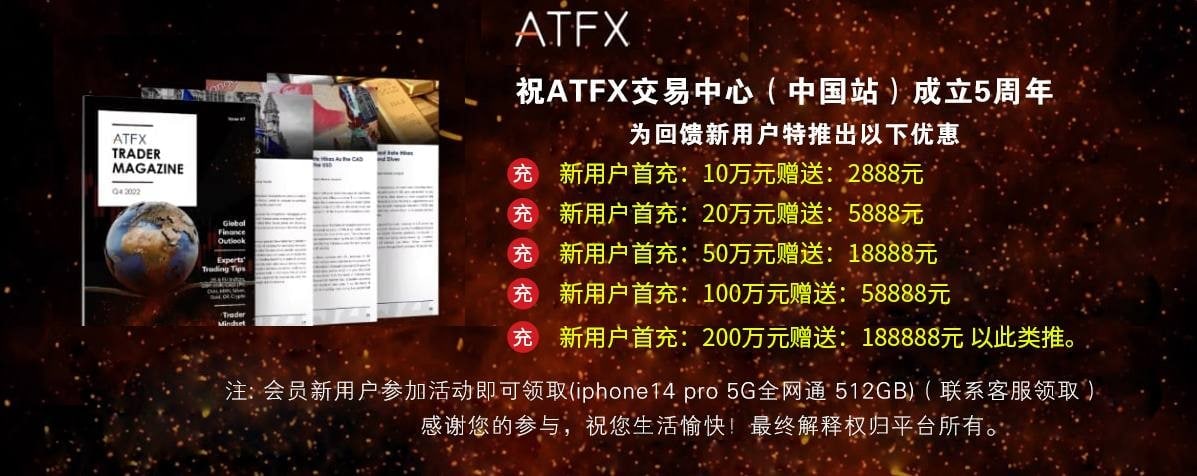 ATFX
祝ATFX交易中心（中国站）成立5周年
为回馈新用户特推出以下优惠
充 新用户首充：10万元赠送：2888元
充 新用户首充：20万元赠送：5888元
充 新用户首充：50万元赠送：18888元
充 新用户首充：100万元赠送：58888元
充 新用户首充：200万元赠送：188888元 以此类推。
ATFX
TRADER
MAGAZINE
Q4 2022
Global
Finance
Outlook
Experts'
Trading Tips
Trader
Mindset
注: 会员新用户参加活动即可领取(iphone14 pro 5G全网通 512GB)（联系客服领取）
感谢您的参与，祝您生活愉快！最终解释权归平台所有。